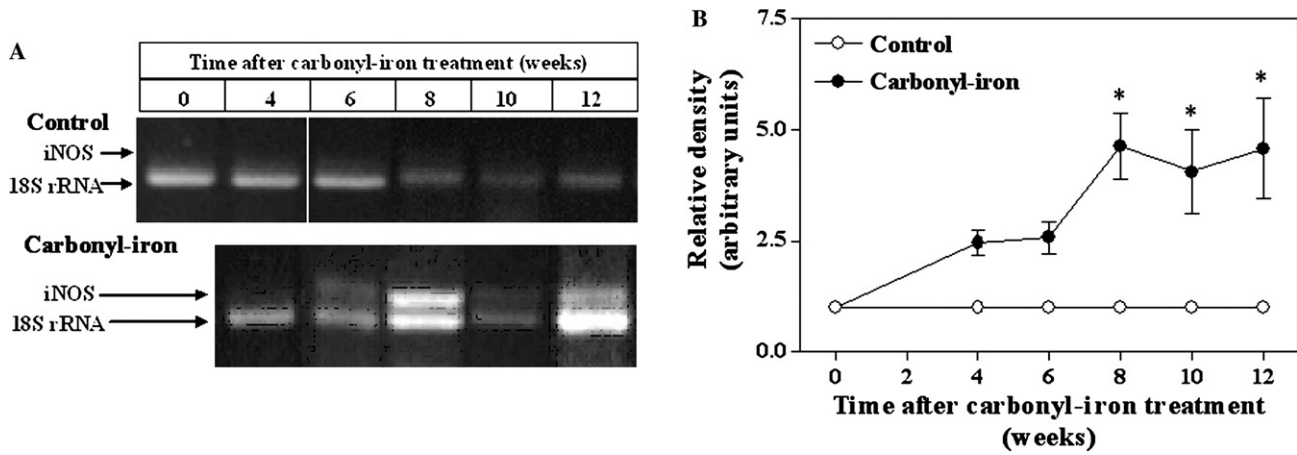 A
Time after carbonyl-iron treatment (weeks)
0 4 6 8 10 12
Control
iNOS
18S rRNA
Carbonyl-iron
iNOS
18S rRNA
B
Relative density
(arbitrary units)
7.5
5.0
2.5
0.0
Control
Carbonyl-iron
*
*
*
0 2 4 6 8 10 12
Time after carbonyl-iron treatment
(weeks)